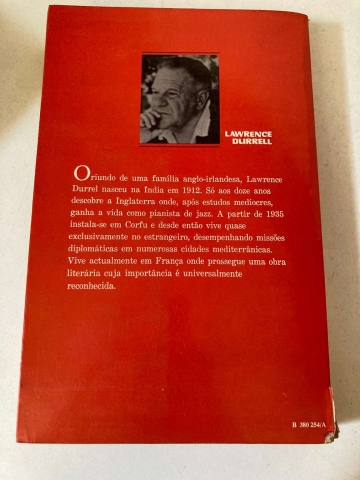 LAWRENCE
DURRELL
Oriundo de uma família anglo-irlandesa, Lawrence
Durrel nasceu na India em 1912. Só aos doze anos
descobre a Inglaterra onde, após estudos medíocres,
ganha a vida como pianista de jazz. A partir de 1935
instala-se em Corfu e desde então vive quase
exclusivamente no estrangeiro, desempenhando missões
diplomáticas em numerosas cidades mediterrânicas.
Vive actualmente em França onde prossegue uma obra
literária cuja importância é universalmente
reconhecida.
B 380 254/A